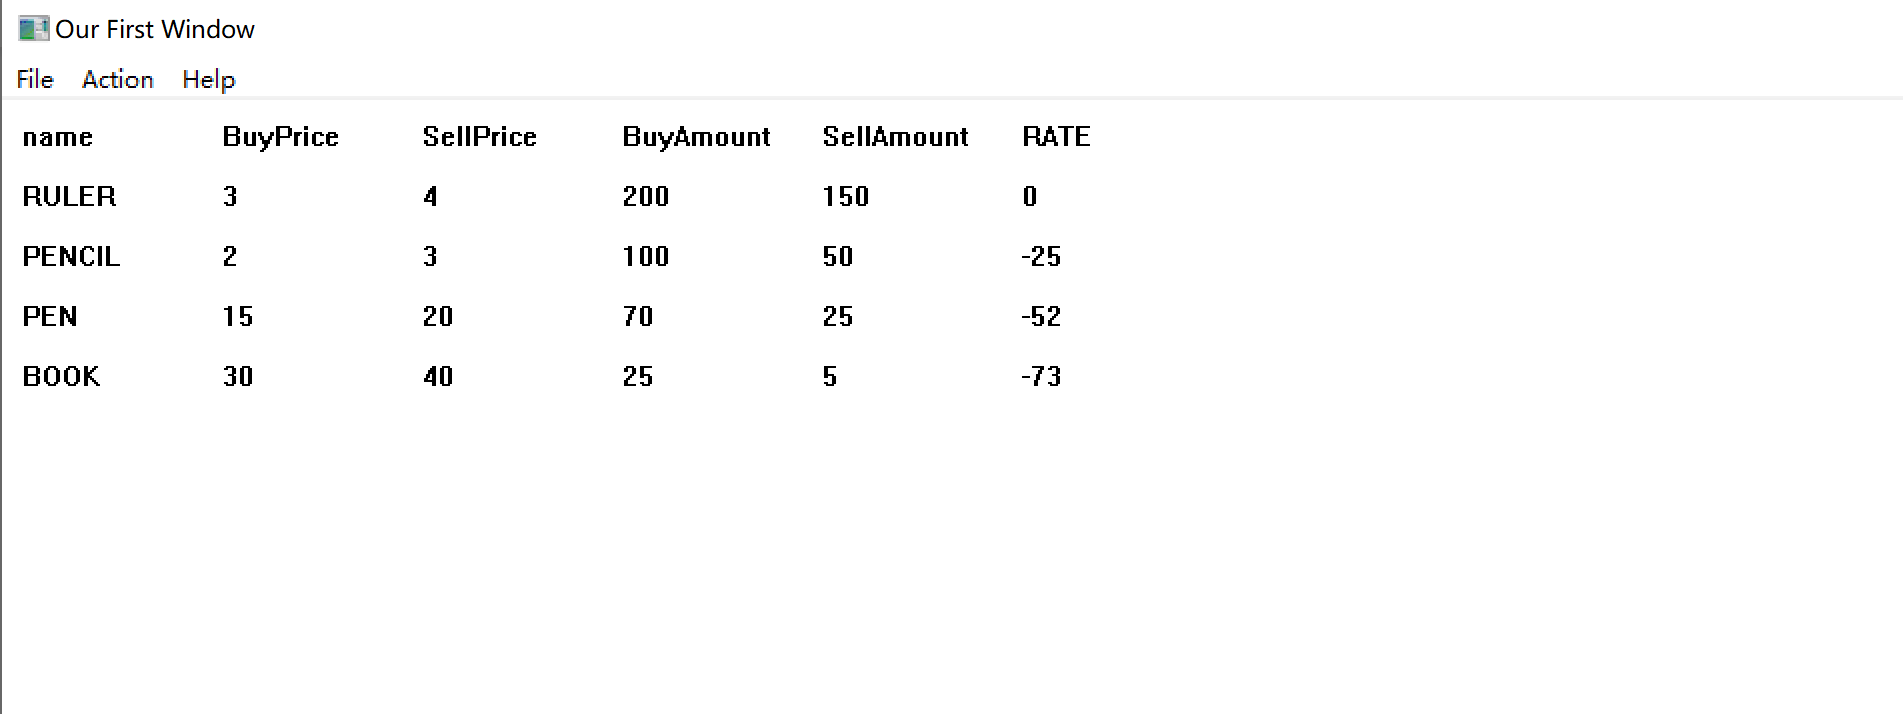 Our First Window
File Action Help
name BuyPrice SellPrice BuyAmount SellAmount RATE
RULER 3 4 200 150 0
PENCIL 2 3 100 50 -25
PEN 15 20 70 25 -52
BOOK 30 40 25 5 -73